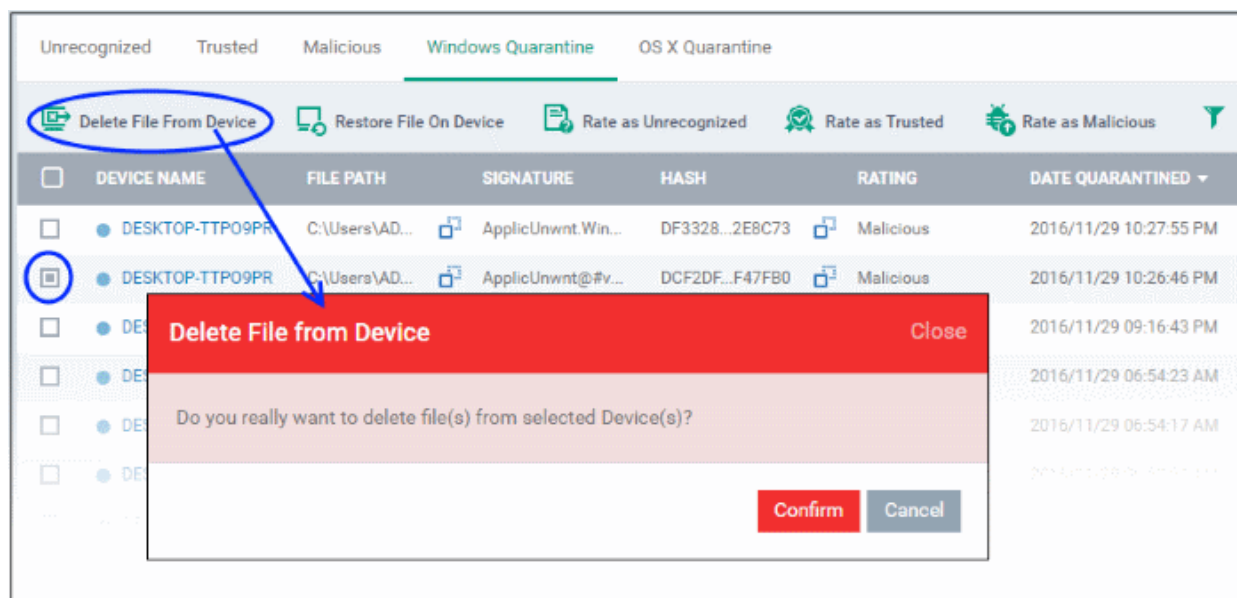 Unrecognized Trusted Malicious Windows Quarantine OS X Quarantine
Delete File From Device Restore File On Device Rate as Unrecognized Rate as Trusted Rate as Malicious
DEVICE NAME FILE PATH SIGNATURE HASH RATING DATE QUARANTINED
DESKTOP-TTPO9PR C:\Users\AD... ApplicUnwnt.Win... DF3328...2E8C73 Malicious 2016/11/29 10:27:55 PM
DESKTOP-TTPO9PR C:\Users\AD... ApplicUnwnt@#v... DCF2DF...F47FB0 Malicious 2016/11/29 10:26:46 PM
DES 2016/11/29 09:16:43 PM
DES 2016/11/29 06:54:23 AM
DES 2016/11/29 06:54:17 AM
DES
Delete File from Device Close
Do you really want to delete file(s) from selected Device(s)?
Confirm Cancel